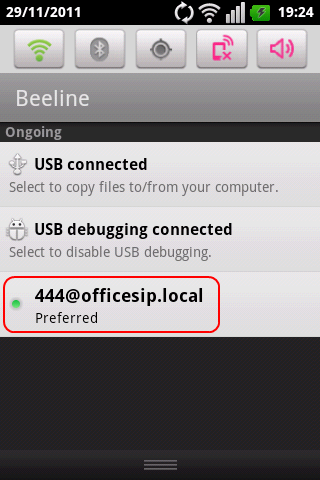 29/11/2011 19:24
Beeline
Ongoing
USB connected
Select to copy files to/from your computer.
USB debugging connected
Select to disable USB debugging.
444@officesip.local
Preferred